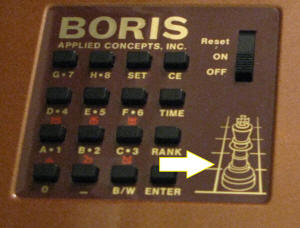 BORIS
APPLIED CONCEPTS, INC.
Reset
ON
OFF
G•7 H•8 SET CE
D•4 E•5 F•6 TIME
A•1 B•2 C•3 RANK
0 – B/W ENTER